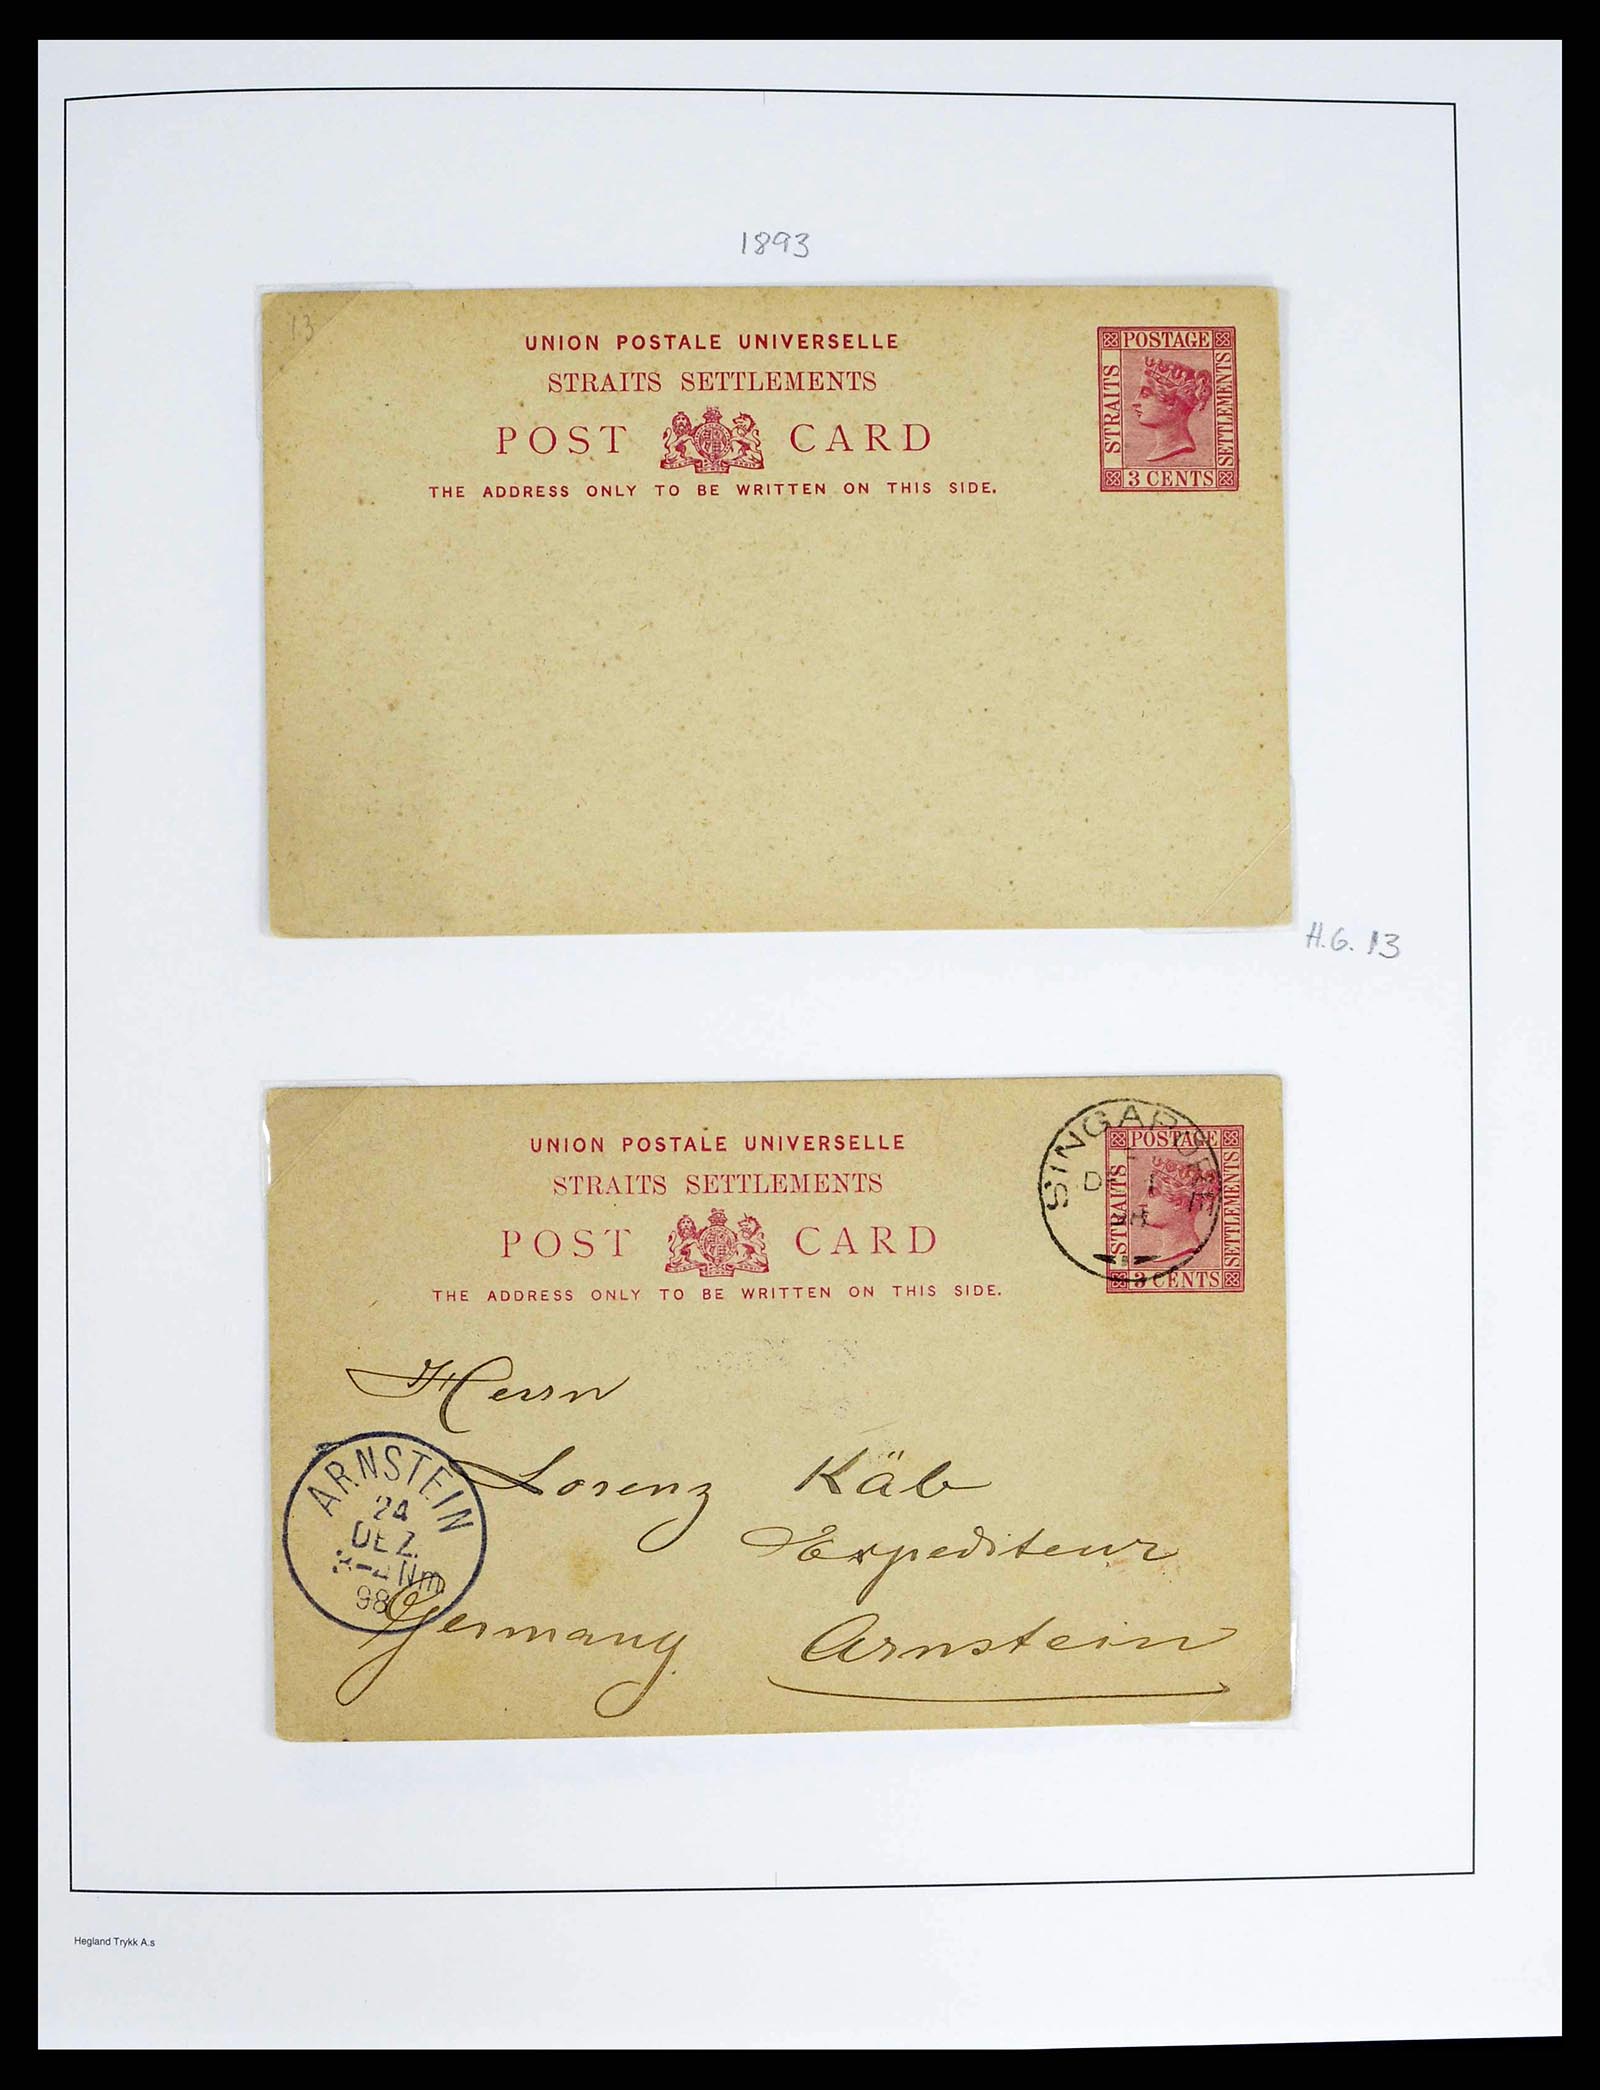 1893
13
UNION POSTALE UNIVERSELLE
STRAITS SETTLEMENTS
POST CARD
THE ADDRESS ONLY TO BE WRITTEN ON THIS SIDE.
POSTAGE
STRAITS
SETTLEMENTS
3 CENTS
H.G. 13
UNION POSTALE UNIVERSELLE
STRAITS SETTLEMENTS
POST CARD
THE ADDRESS ONLY TO BE WRITTEN ON THIS SIDE.
SINGAPORE
POSTAGE
STRAITS
SETTLEMENTS
3 CENTS
Herrn
Lorenz Käb
Expediteur
Germany. Arnstein
ARNSTEIN
24
DEZ.
Nm.
98
Hegland Trykk A.s